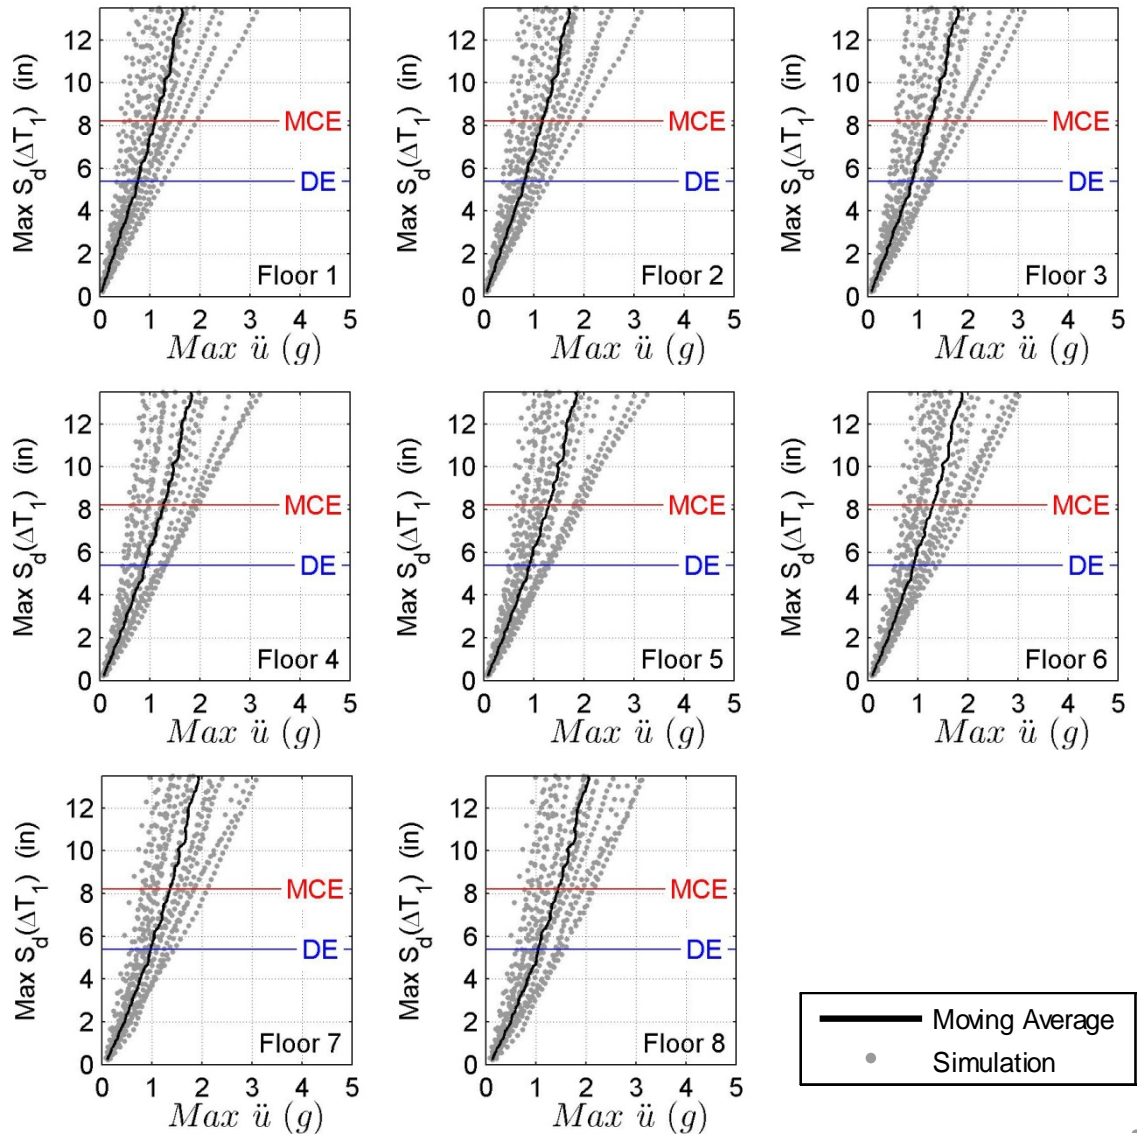 Max S_d(ΔT_1) (in)
12
10
8
6
4
2
0
MCE
DE
Floor 1
0 1 2 3 4 5
Max ü (g)
Max S_d(ΔT_1) (in)
12
10
8
6
4
2
0
MCE
DE
Floor 2
0 1 2 3 4 5
Max ü (g)
Max S_d(ΔT_1) (in)
12
10
8
6
4
2
0
MCE
DE
Floor 3
0 1 2 3 4 5
Max ü (g)
Max S_d(ΔT_1) (in)
12
10
8
6
4
2
0
MCE
DE
Floor 4
0 1 2 3 4 5
Max ü (g)
Max S_d(ΔT_1) (in)
12
10
8
6
4
2
0
MCE
DE
Floor 5
0 1 2 3 4 5
Max ü (g)
Max S_d(ΔT_1) (in)
12
10
8
6
4
2
0
MCE
DE
Floor 6
0 1 2 3 4 5
Max ü (g)
Max S_d(ΔT_1) (in)
12
10
8
6
4
2
0
MCE
DE
Floor 7
0 1 2 3 4 5
Max ü (g)
Max S_d(ΔT_1) (in)
12
10
8
6
4
2
0
MCE
DE
Floor 8
0 1 2 3 4 5
Max ü (g)
Moving Average
Simulation